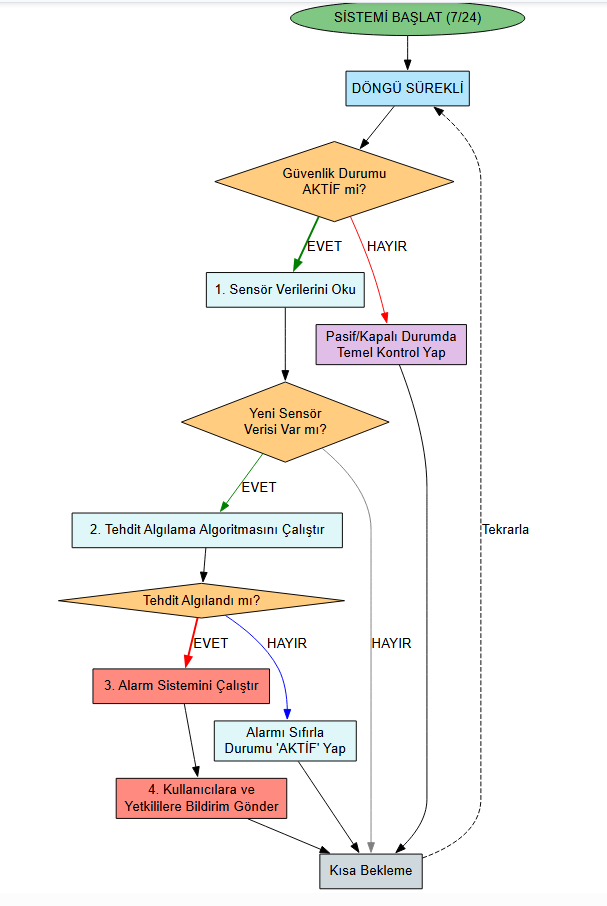 SİSTEMİ BAŞLAT (7/24)
DÖNGÜ SÜREKLİ
Güvenlik Durumu
AKTİF mi?
EVET
HAYIR
1. Sensör Verilerini Oku
Pasif/Kapalı Durumda
Temel Kontrol Yap
Yeni Sensör
Verisi Var mı?
EVET
2. Tehdit Algılama Algoritmasını Çalıştır
Tekrarla
Tehdit Algılandı mı?
EVET
HAYIR
HAYIR
3. Alarm Sistemini Çalıştır
Alarmı Sıfırla
Durumu 'AKTİF' Yap
4. Kullanıcılara ve
Yetkililere Bildirim Gönder
Kısa Bekleme